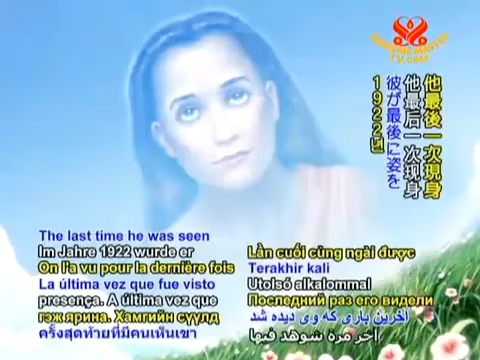 SUPREME MASTER
TV.COM
他最後一次現身
他最后一次现身
彼が最後に姿を
1922년
The last time he was seen
Im Jahre 1922 wurde er
On l'a vu pour la dernière fois
La última vez que fue visto
presença. A última vez que
гэж ярина. Хамгийн сүүлд
ครั้งสุดท้ายที่มีคนเห็นเขา
Lần cuối cùng ngài được
Terakhir kali
Utolsó alkalommal
Последний раз его видели
آخرین باری که وی دیده شد
آخر مرة شوهد فيها